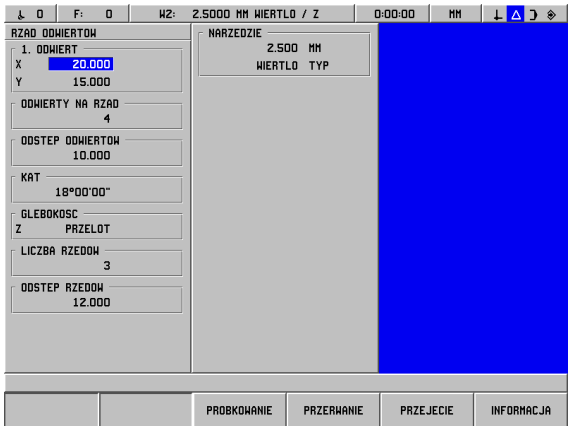 0 F: 0 W2: 2.5000 MM WIERTLO / Z 0:00:00 MM
RZAD ODWIERTOW
1. ODWIERT
X 20.000
Y 15.000
ODWIERTY NA RZAD
4
ODSTEP ODWIERTOW
10.000
KAT
18°00'00"
GLEBOKOSC
Z PRZELOT
LICZBA RZEDOW
3
ODSTEP RZEDOW
12.000
NARZEDZIE
2.500 MM
WIERTLO TYP
PROBKOWANIE PRZERWANIE PRZEJECIE INFORMACJA